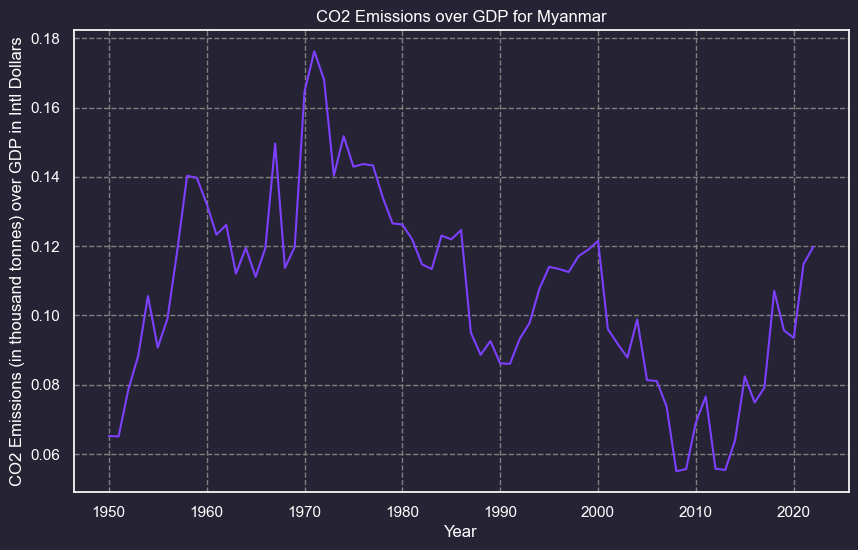 CO2 Emissions over GDP for Myanmar
CO2 Emissions (in thousand tonnes) over GDP in Intl Dollars
0.18
0.16
0.14
0.12
0.10
0.08
0.06
1950 1960 1970 1980 1990 2000 2010 2020
Year